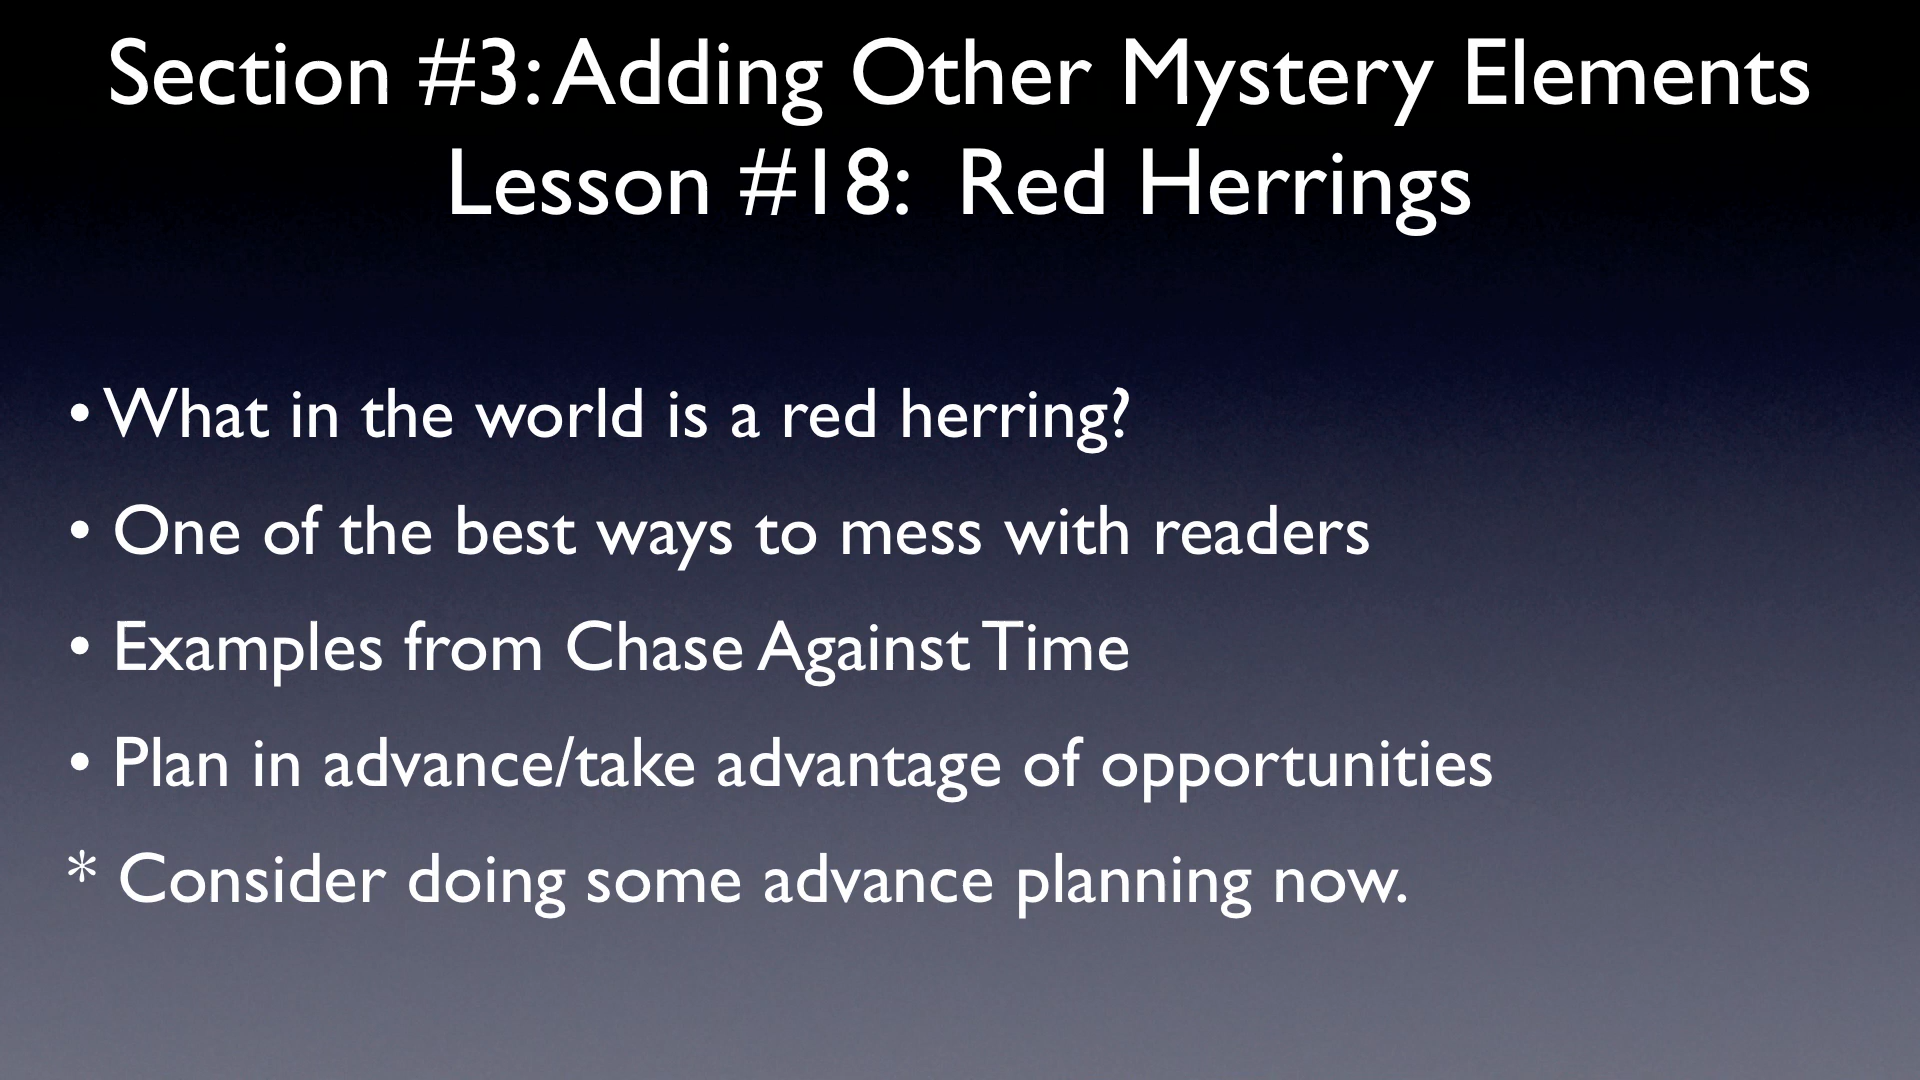 Section #3: Adding Other Mystery Elements
Lesson #18:  Red Herrings
• What in the world is a red herring?
• One of the best ways to mess with readers
• Examples from Chase Against Time
• Plan in advance/take advantage of opportunities
* Consider doing some advance planning now.